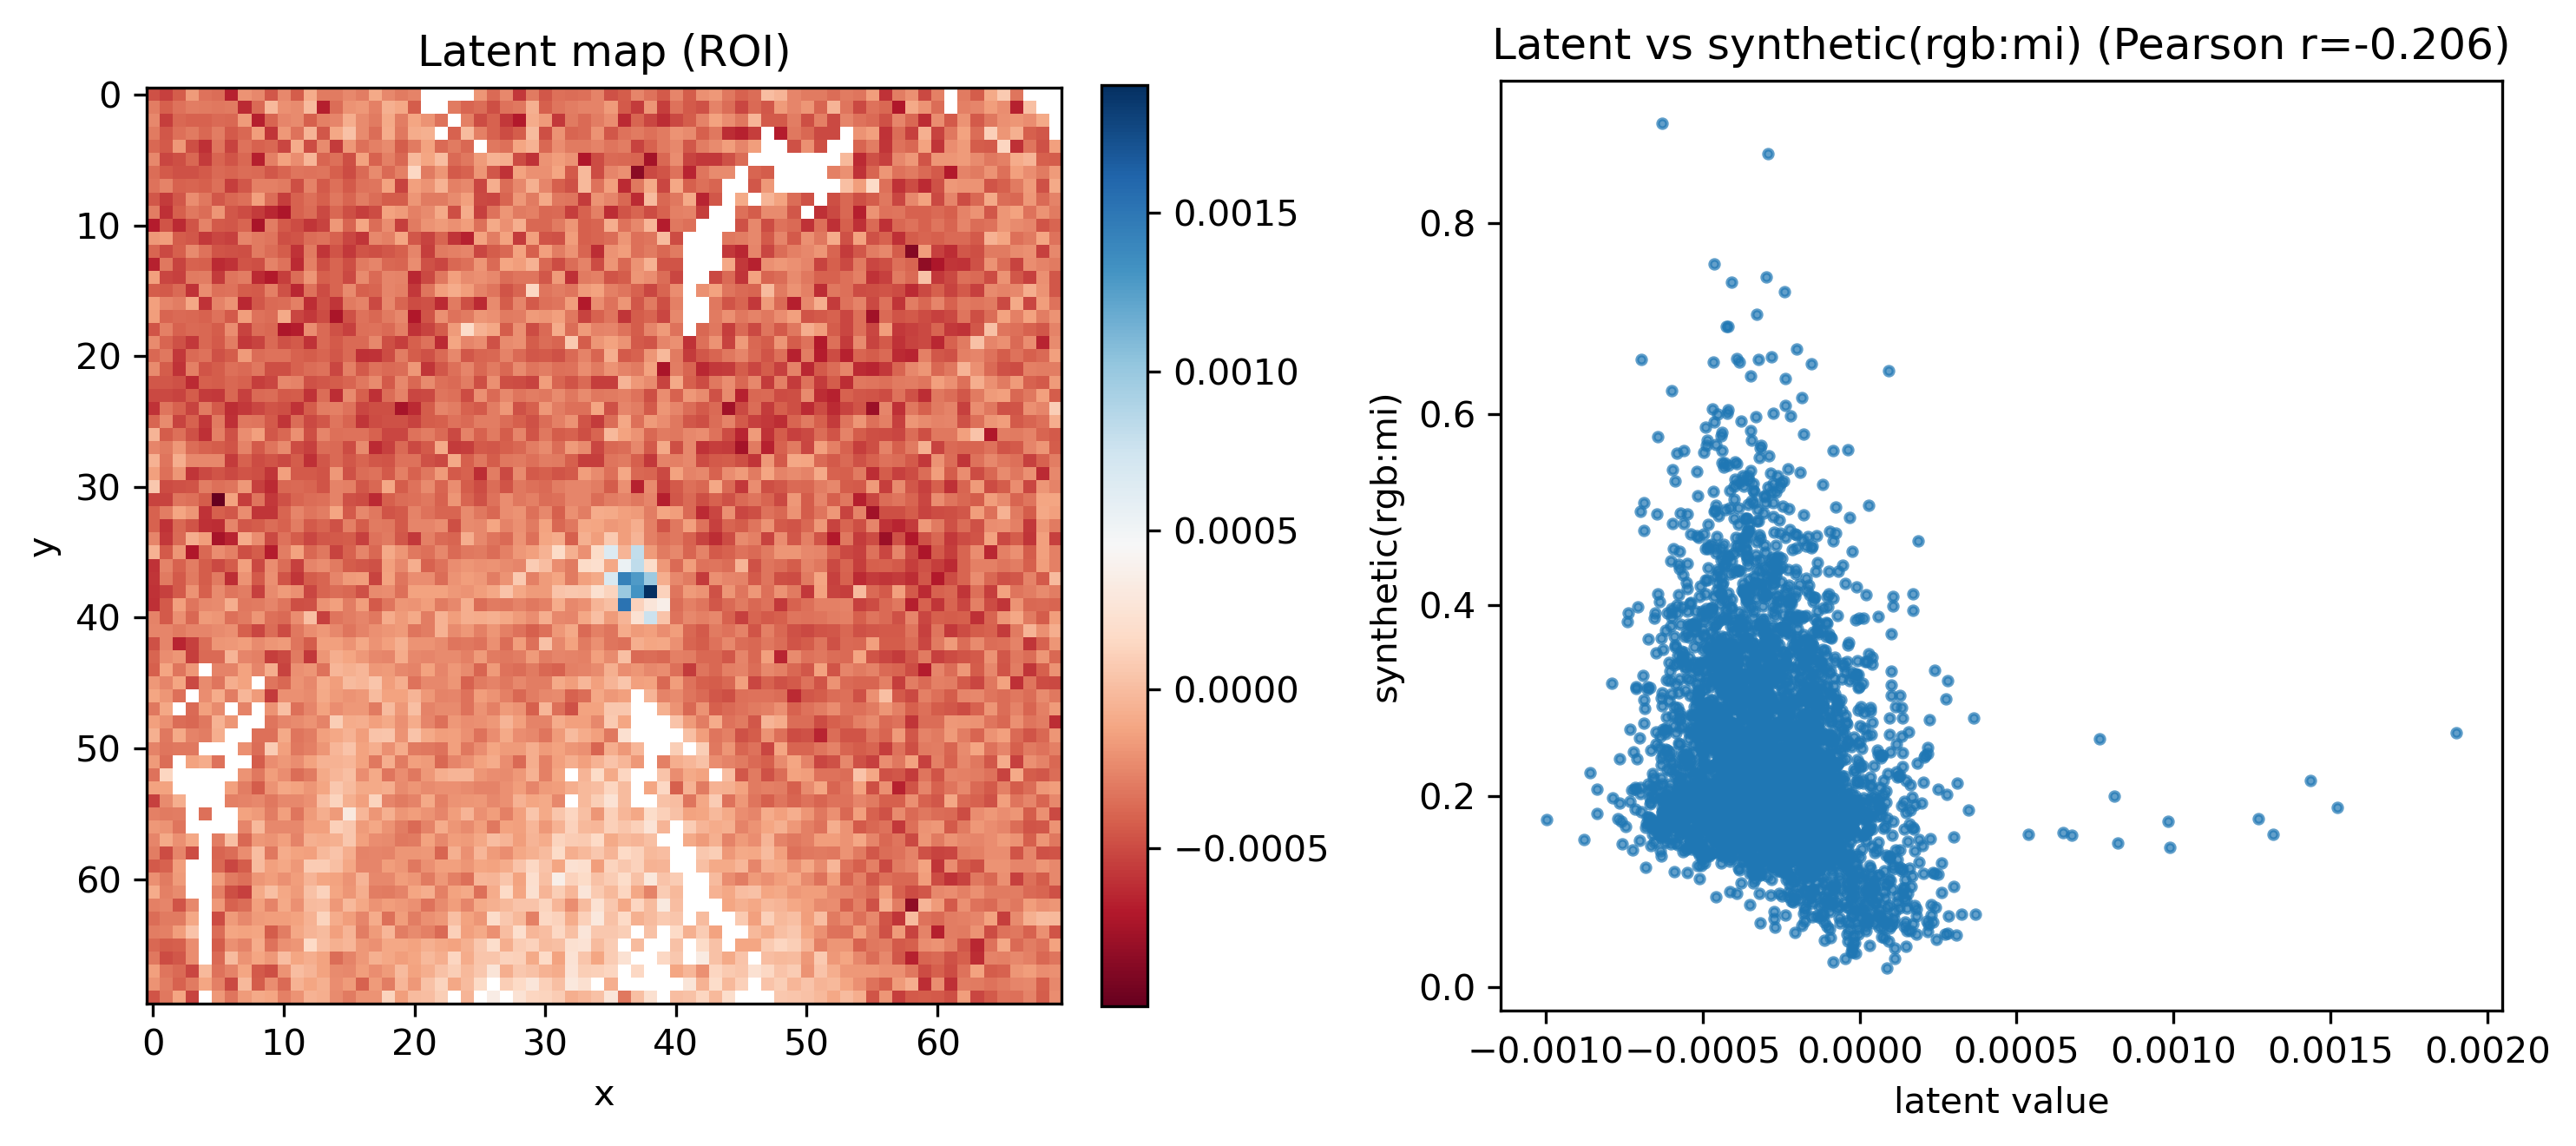 Latent map (ROI)
0
10
20
30
40
50
60
y
0 10 20 30 40 50 60
x
0.0015
0.0010
0.0005
0.0000
−0.0005
Latent vs synthetic(rgb:mi) (Pearson r=-0.206)
0.8
0.6
0.4
0.2
0.0
synthetic(rgb:mi)
−0.0010 −0.0005 0.0000 0.0005 0.0010 0.0015 0.0020
latent value